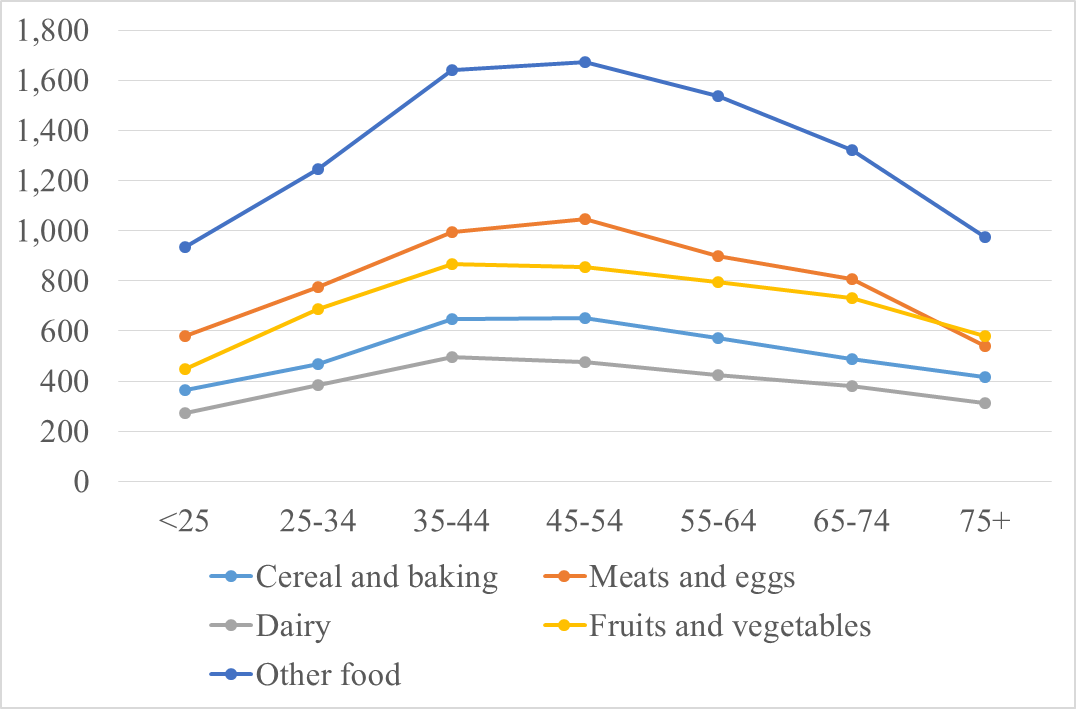 1,800
1,600
1,400
1,200
1,000
800
600
400
200
0
<25 25-34 35-44 45-54 55-64 65-74 75+
Cereal and baking Meats and eggs
Dairy Fruits and vegetables
Other food